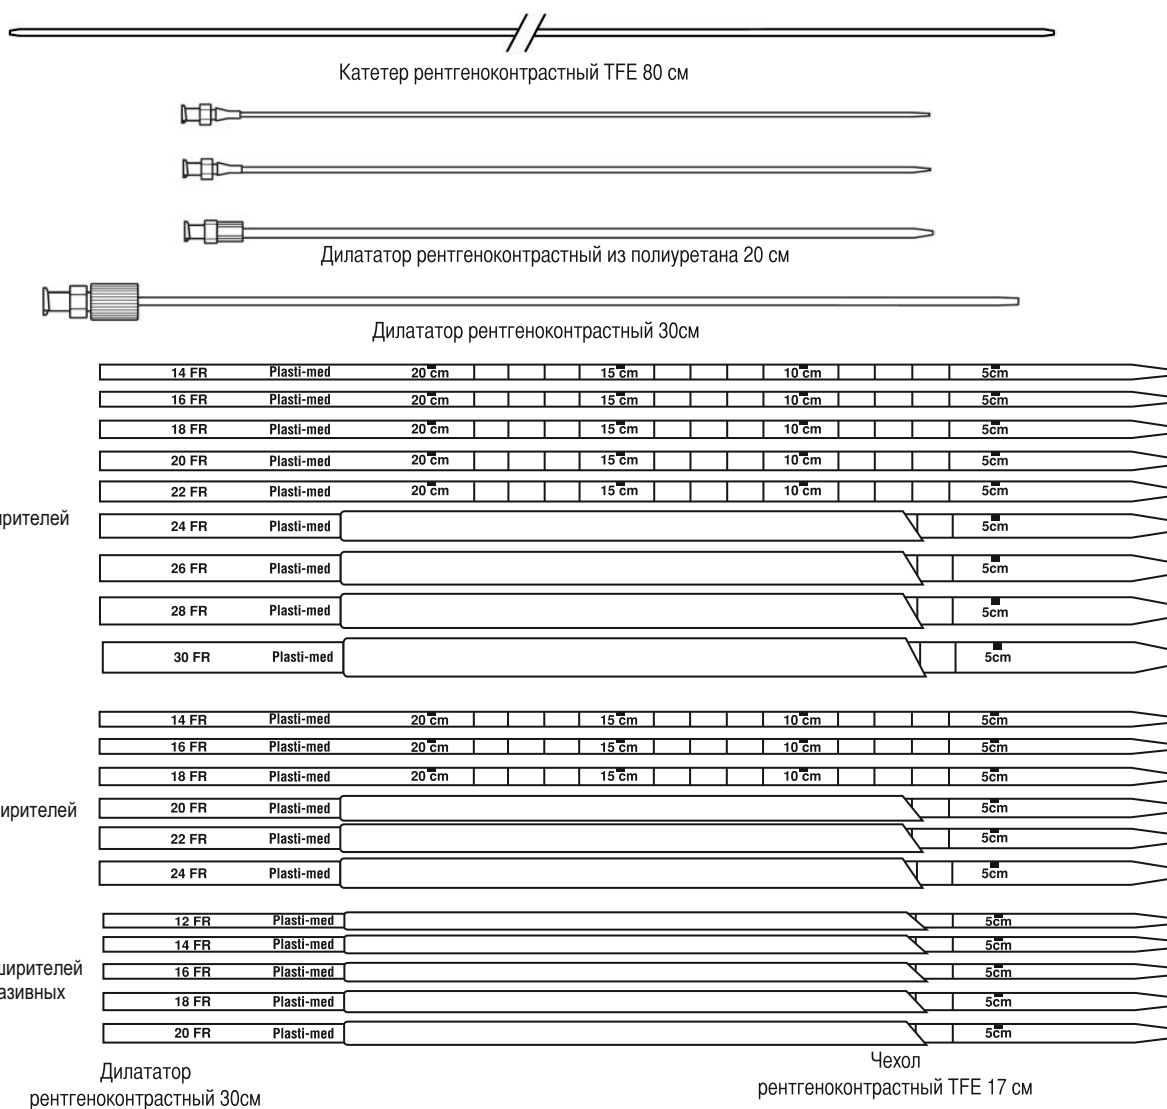 Катетер рентгеноконтрастный TFE 80 см
Дилататор рентгеноконтрастный из полиуретана 20 см
Дилататор рентгеноконтрастный 30см
14 FR Plasti-med 20 cm 15 cm 10 cm 5cm
16 FR Plasti-med 20 cm 15 cm 10 cm 5cm
18 FR Plasti-med 20 cm 15 cm 10 cm 5cm
20 FR Plasti-med 20 cm 15 cm 10 cm 5cm
22 FR Plasti-med 20 cm 15 cm 10 cm 5cm
ирителей
24 FR Plasti-med 5cm
26 FR Plasti-med 5cm
28 FR Plasti-med 5cm
30 FR Plasti-med 5cm
14 FR Plasti-med 20 cm 15 cm 10 cm 5cm
16 FR Plasti-med 20 cm 15 cm 10 cm 5cm
18 FR Plasti-med 20 cm 15 cm 10 cm 5cm
20 FR Plasti-med 5cm
ирителей
22 FR Plasti-med 5cm
24 FR Plasti-med 5cm
12 FR Plasti-med 5cm
14 FR Plasti-med 5cm
ширителей
16 FR Plasti-med 5cm
азивных
18 FR Plasti-med 5cm
20 FR Plasti-med 5cm
Дилататор
рентгеноконтрастный 30см
Чехол
рентгеноконтрастный TFE 17 см